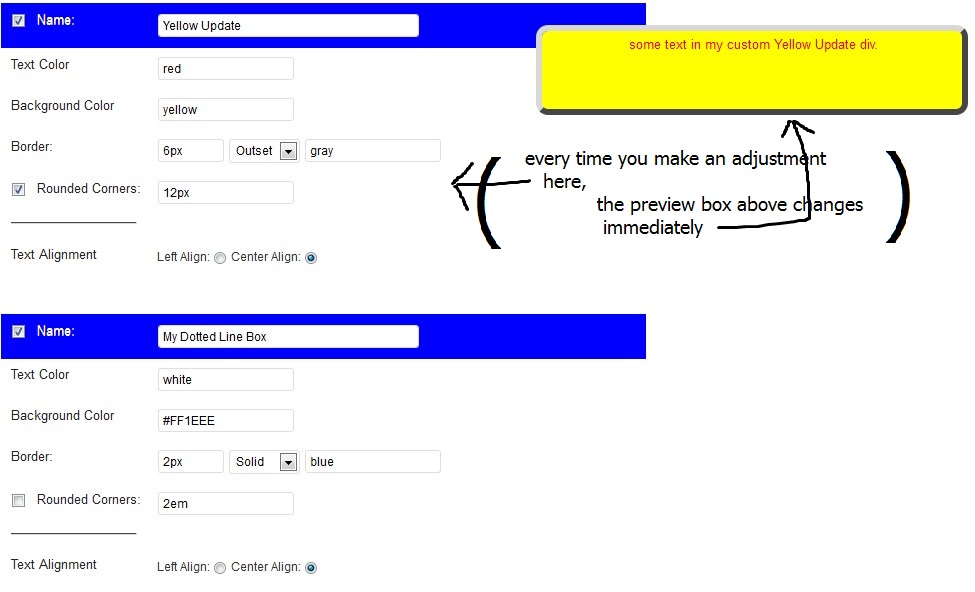 Name: Yellow Update
some text in my custom Yellow Update div.
Text Color red
Background Color yellow
Border: 6px Outset gray
Rounded Corners: 12px
every time you make an adjustment
here,
the preview box above changes
immediately
Text Alignment Left Align: Center Align:
Name: My Dotted Line Box
Text Color white
Background Color #FF1EEE
Border: 2px Solid blue
Rounded Corners: 2em
Text Alignment Left Align: Center Align: